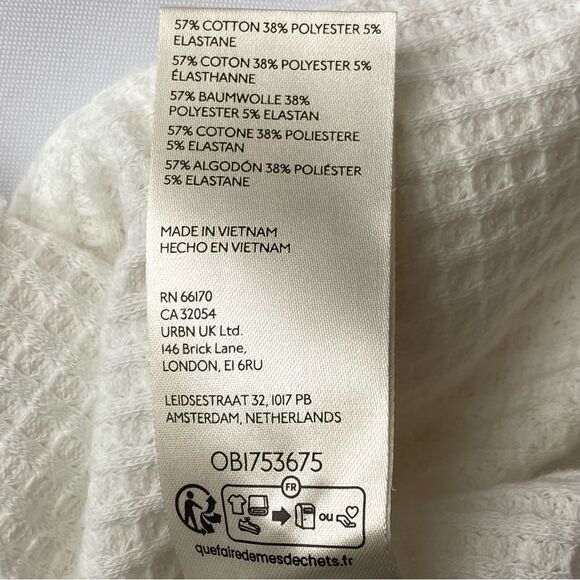 57% COTTON 38% POLYESTER 5%
ELASTANE
57% COTON 38% POLYESTER 5%
ÉLASTHANNE
57% BAUMWOLLE 38%
POLYESTER 5% ELASTAN
57% COTONE 38% POLIESTERE
5% ELASTAN
57% ALGODÓN 38% POLIÉSTER
5% ELASTANE
MADE IN VIETNAM
HECHO EN VIETNAM
RN 66170
CA 32054
URBN UK Ltd.
146 Brick Lane,
LONDON, E1 6RU
LEIDSESTRAAT 32, 1017 PB
AMSTERDAM, NETHERLANDS
OB1753675
FR
ou
quefairedemesdechets.fr